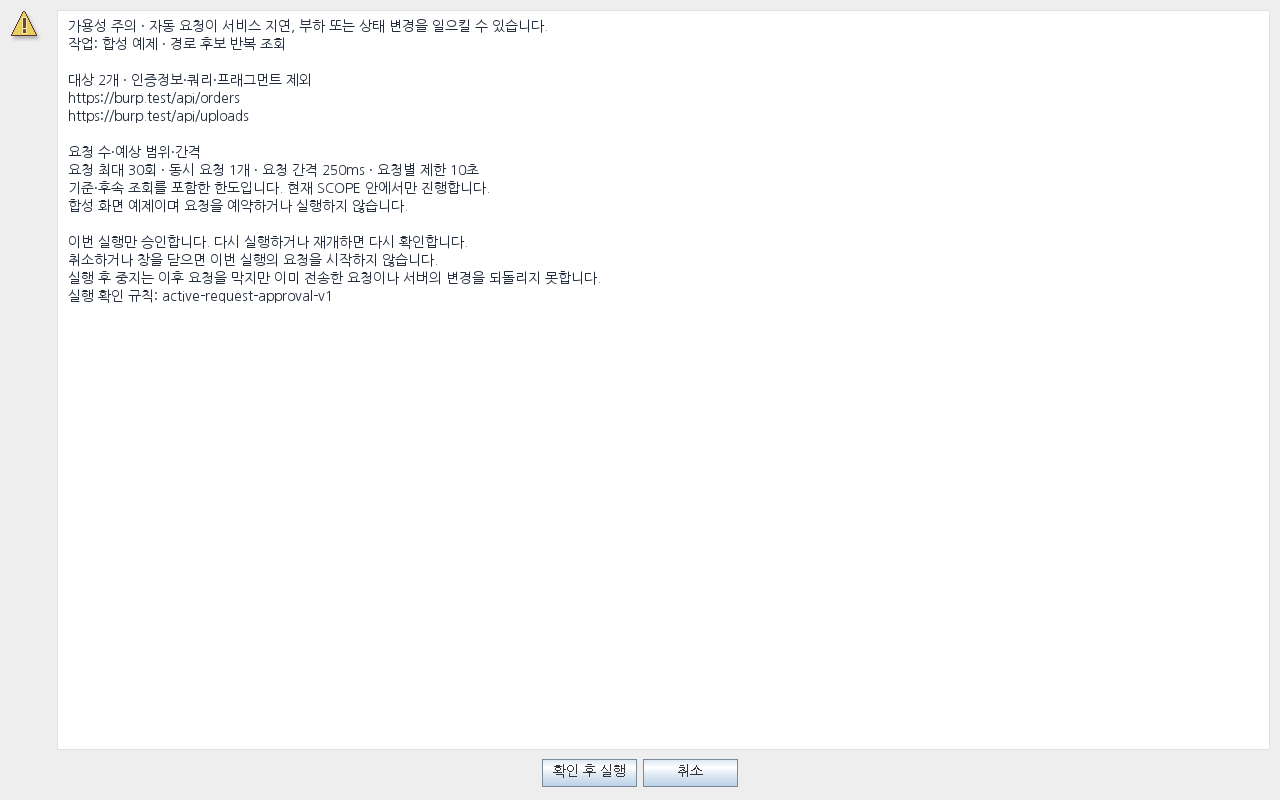 가용성 주의 · 자동 요청이 서비스 지연, 부하 또는 상태 변경을 일으킬 수 있습니다.
작업: 합성 예제 · 경로 후보 반복 조회
대상 2개 · 인증정보·쿼리·프래그먼트 제외
https://burp.test/api/orders
https://burp.test/api/uploads
요청 수·예상 범위·간격
요청 최대 30회 · 동시 요청 1개 · 요청 간격 250ms · 요청별 제한 10초
기준·후속 조회를 포함한 한도입니다. 현재 SCOPE 안에서만 진행합니다.
합성 화면 예제이며 요청을 예약하거나 실행하지 않습니다.
이번 실행만 승인합니다. 다시 실행하거나 재개하면 다시 확인합니다.
취소하거나 창을 닫으면 이번 실행의 요청을 시작하지 않습니다.
실행 후 중지는 이후 요청을 막지만 이미 전송한 요청이나 서버의 변경을 되돌리지 못합니다.
실행 확인 규칙: active-request-approval-v1
확인 후 실행
취소